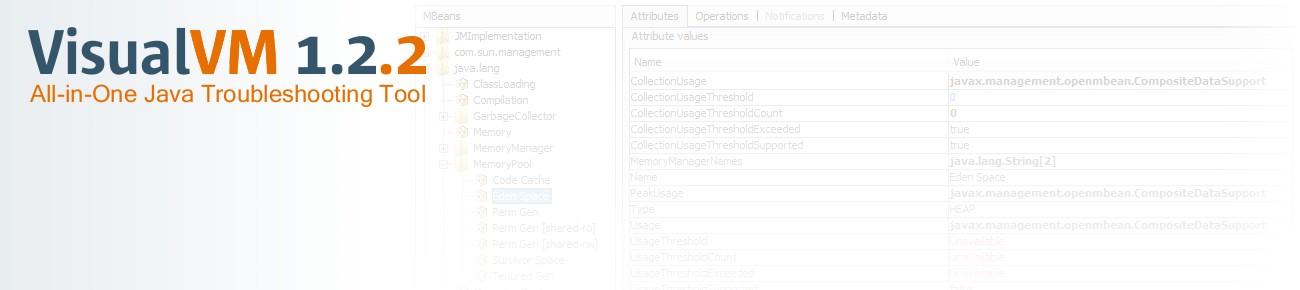 VisualVM 1.2.2
All-in-One Java Troubleshooting Tool
MBeans
JMImplementation
com.sun.management
java.lang
ClassLoading
Compilation
GarbageCollector
Memory
MemoryManager
MemoryPool
Code Cache
Eden Space
Perm Gen
Perm Gen [shared-ro]
Perm Gen [shared-rw]
Survivor Space
Tenured Gen
Attributes Operations Notifications Metadata
Attribute values
Name Value
CollectionUsage javax.management.openmbean.CompositeDataSupport
CollectionUsageThreshold 0
CollectionUsageThresholdCount 0
CollectionUsageThresholdExceeded true
CollectionUsageThresholdSupported true
MemoryManagerNames java.lang.String[2]
Name Eden Space
PeakUsage javax.management.openmbean.CompositeDataSupport
Type HEAP
Usage javax.management.openmbean.CompositeDataSupport
UsageThreshold unavailable
UsageThresholdCount unavailable
UsageThresholdExceeded unavailable
UsageThresholdSupported false